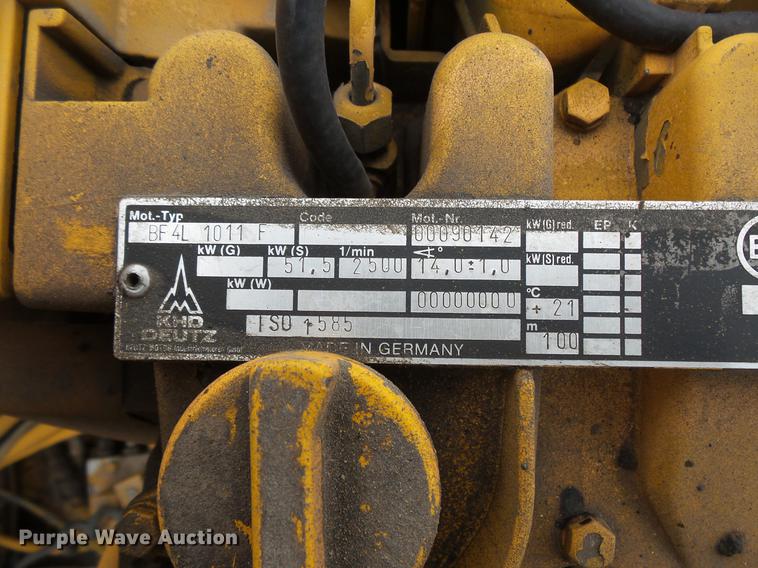 Mot.-Typ Code Mot.-Nr. kW(G)red. EP K
BF4L 1011 F 00090142
kW (G) kW (S) 1/min ∢° kW(S)red.
51,5 2500 14,0±1,0
kW (W) °C
0000000 + 21
KHD ISO 1585 m
DEUTZ 100
MADE IN GERMANY
Purple Wave Auction